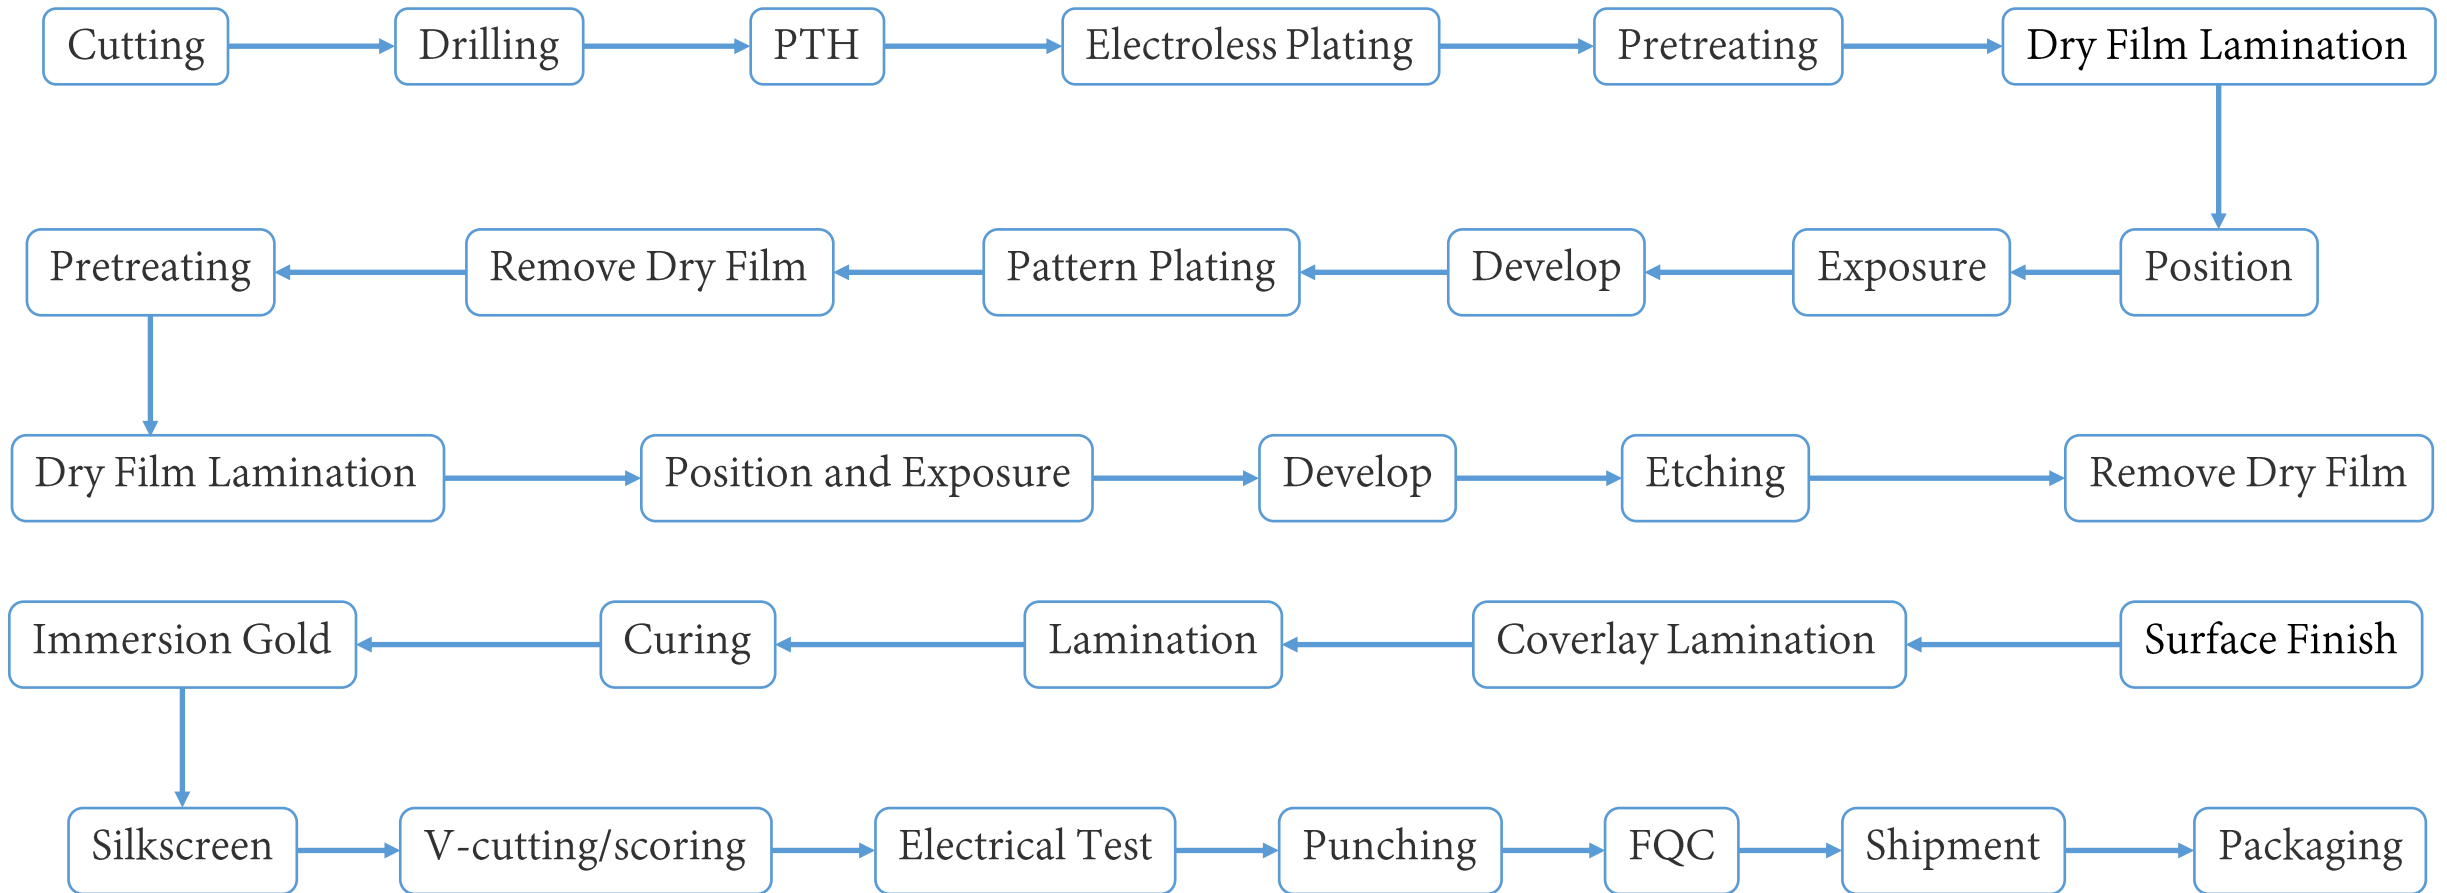 Cutting
Drilling
PTH
Electroless Plating
Pretreating
Dry Film Lamination
Position
Exposure
Develop
Pattern Plating
Remove Dry Film
Pretreating
Dry Film Lamination
Position and Exposure
Develop
Etching
Remove Dry Film
Surface Finish
Coverlay Lamination
Lamination
Curing
Immersion Gold
Silkscreen
V-cutting/scoring
Electrical Test
Punching
FQC
Shipment
Packaging